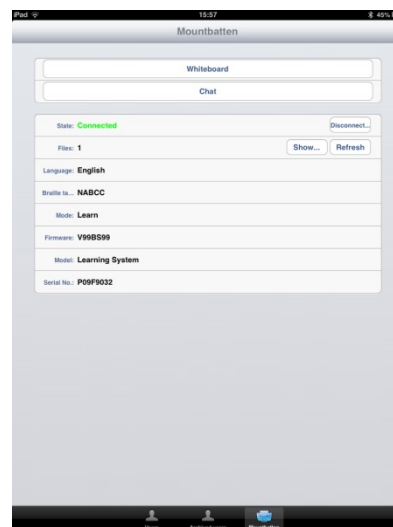 iPad 15:57 45%
Mountbatten
Whiteboard
Chat
State: Connected Disconnect...
Files: 1 Show... Refresh
Language: English
Braille ta... NABCC
Mode: Learn
Firmware: V99BS99
Model: Learning System
Serial No.: P09F9032
Mountbatten